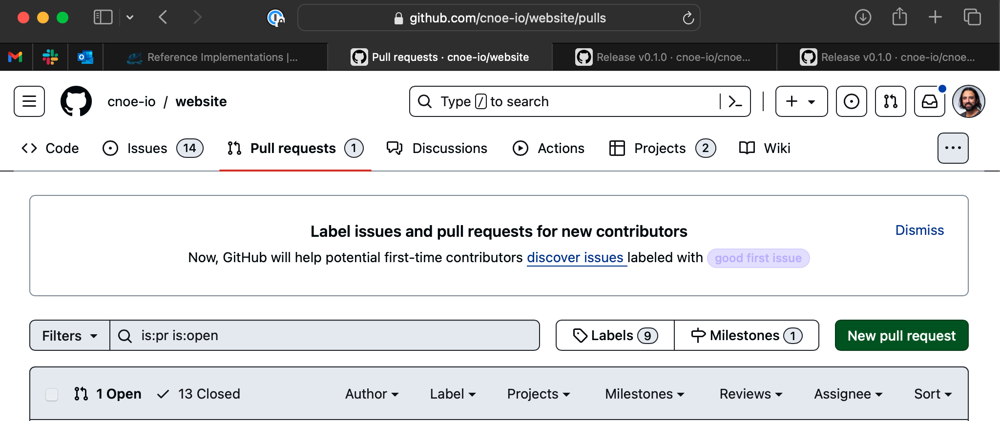 github.com/cnoe-io/website/pulls
Reference Implementations |...
Pull requests · cnoe-io/website
Release v0.1.0 · cnoe-io/cnoe...
Release v0.1.0 · cnoe-io/cnoe...
cnoe-io / website
Type / to search
Code
Issues 14
Pull requests 1
Discussions
Actions
Projects 2
Wiki
Label issues and pull requests for new contributors
Dismiss
Now, GitHub will help potential first-time contributors discover issues labeled with good first issue
Filters
is:pr is:open
Labels 9
Milestones 1
New pull request
1 Open
13 Closed
Author
Label
Projects
Milestones
Reviews
Assignee
Sort